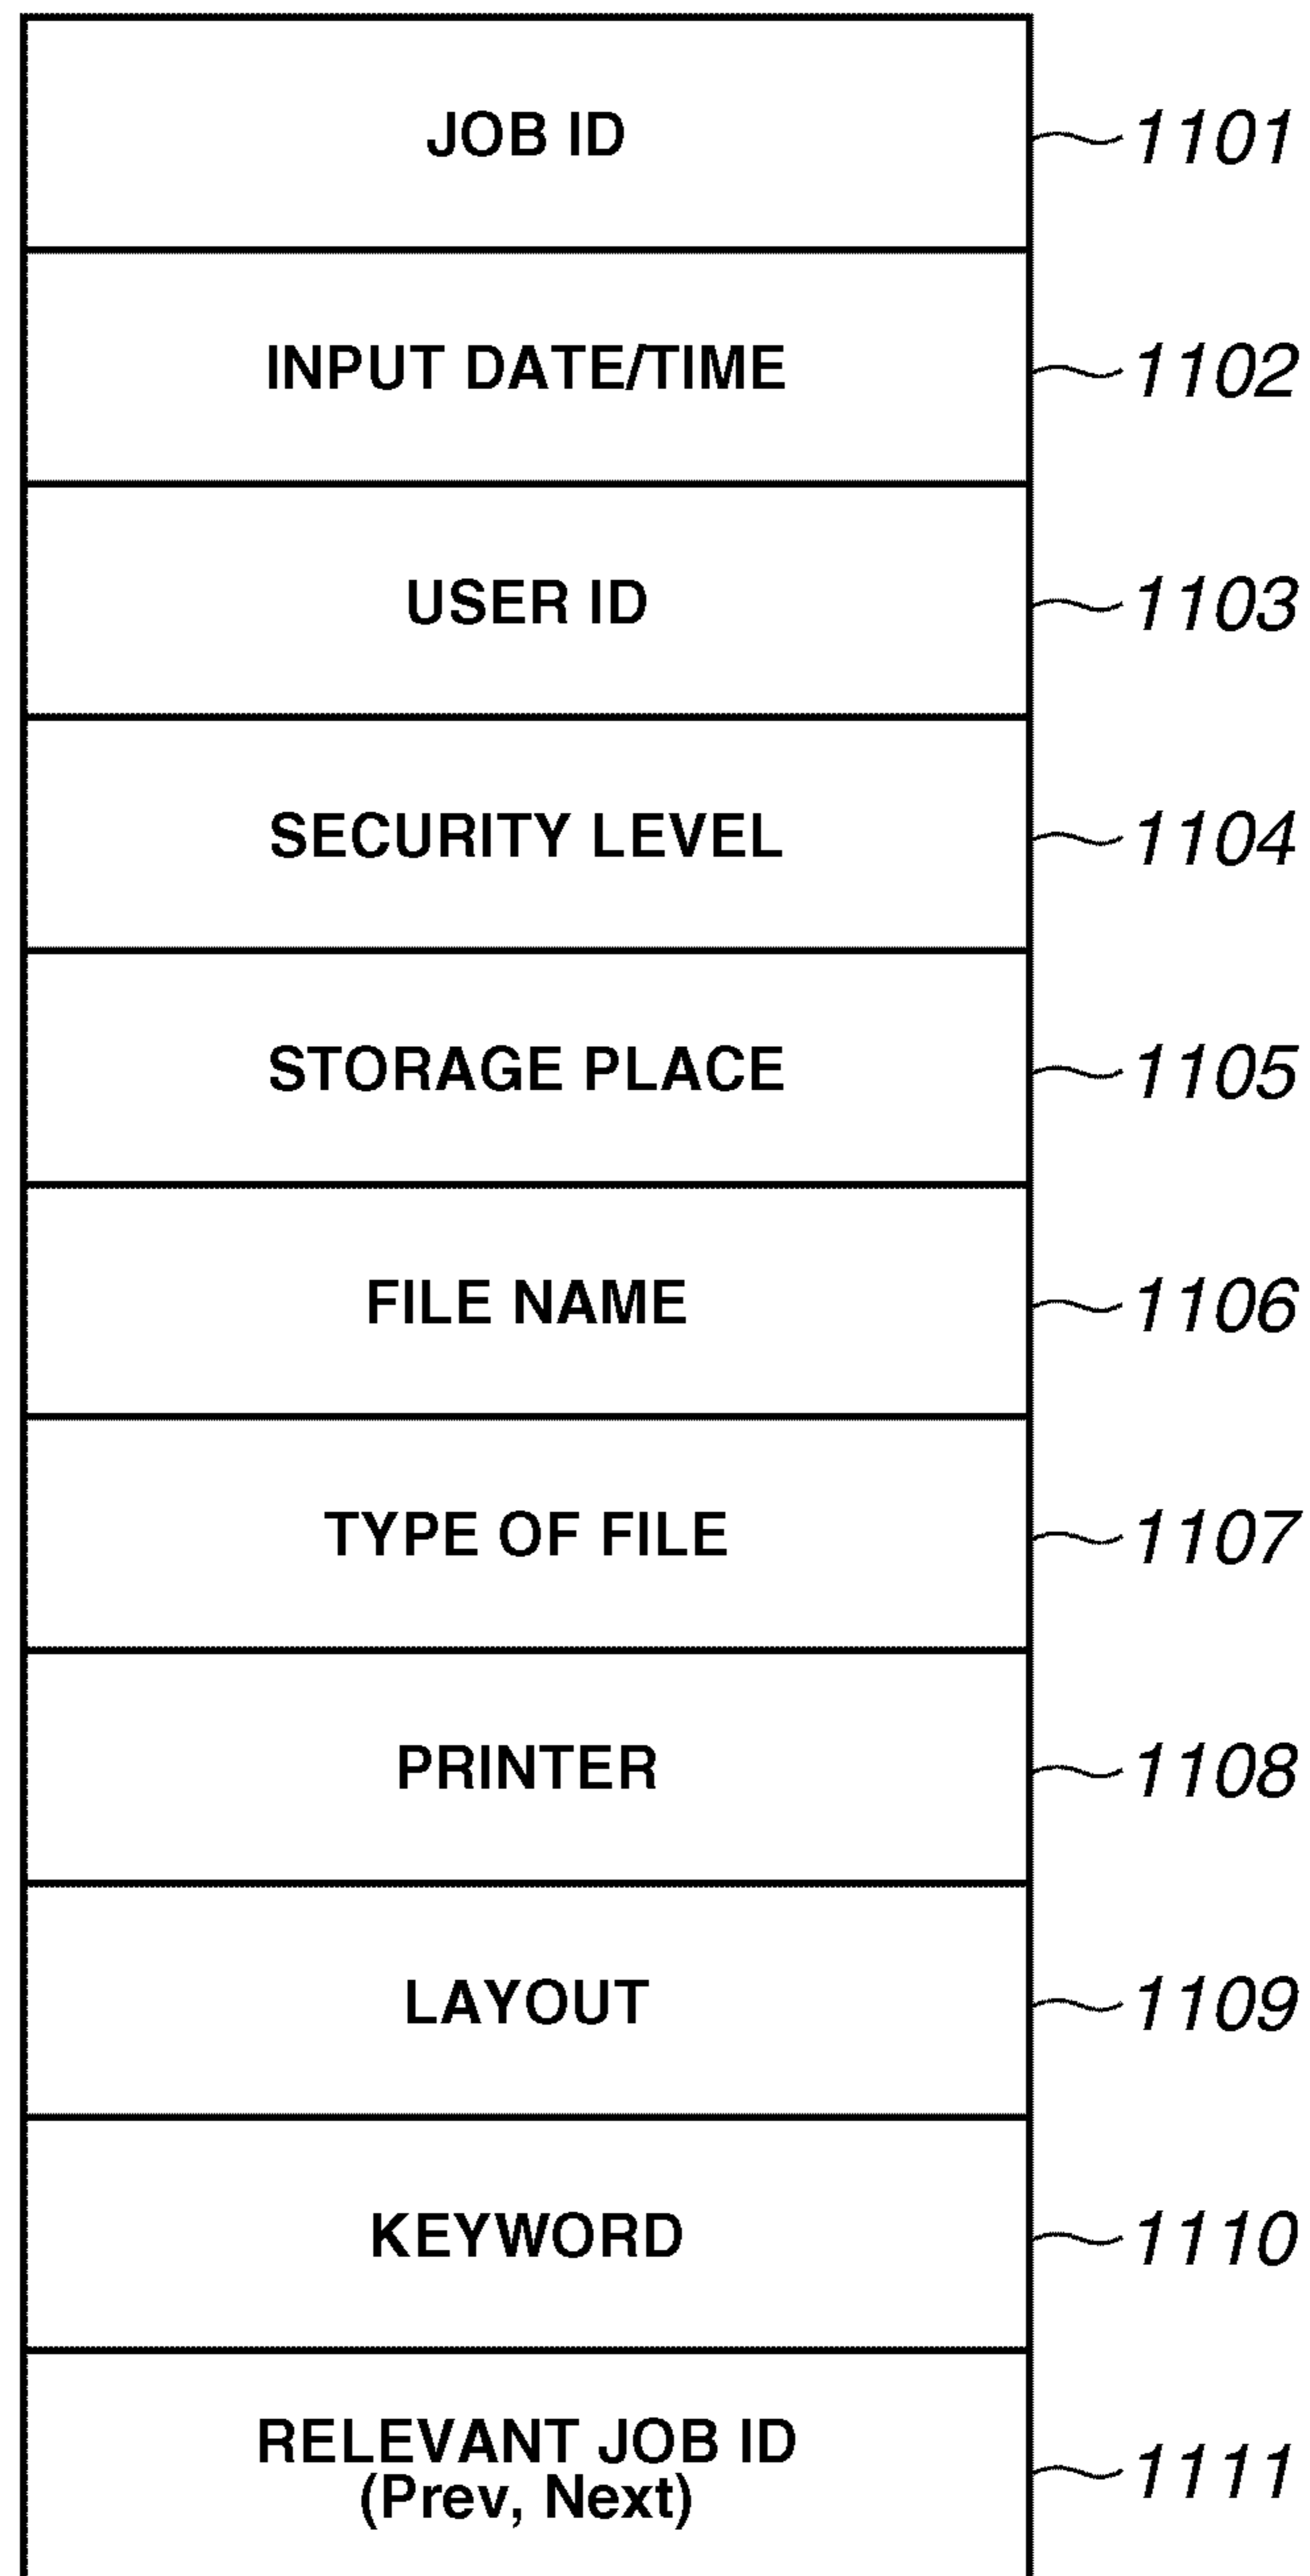 JOB ID 1101
INPUT DATE/TIME 1102
USER ID 1103
SECURITY LEVEL 1104
STORAGE PLACE 1105
FILE NAME 1106
TYPE OF FILE 1107
PRINTER 1108
LAYOUT 1109
KEYWORD 1110
RELEVANT JOB ID
(Prev, Next) 1111